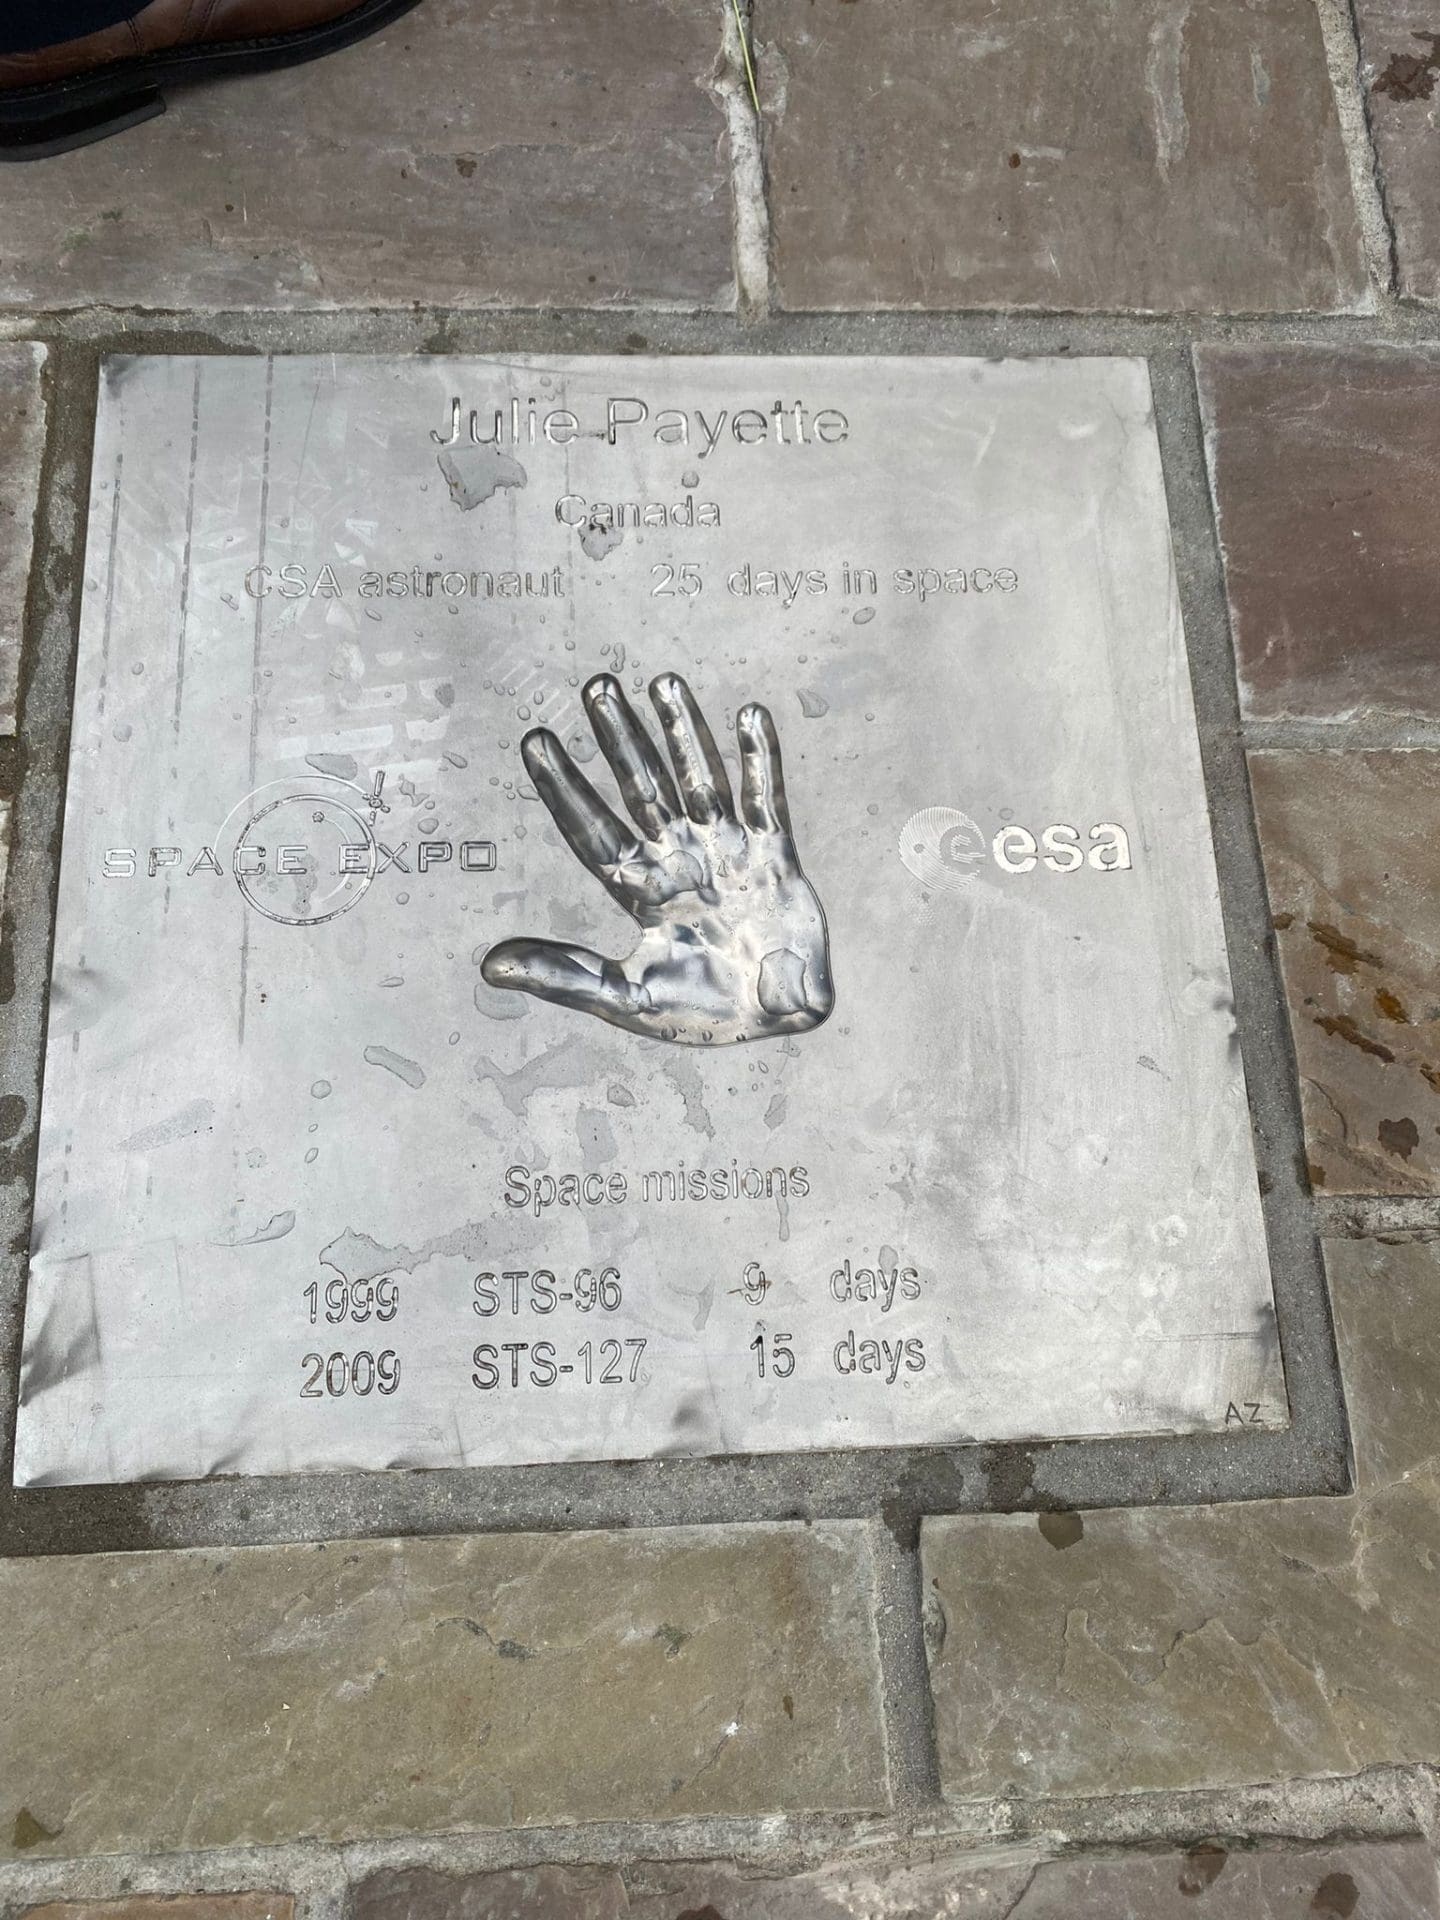 Julie Payette
Canada
CSA astronaut 25 days in space
SPACE EXPO
esa
Space missions
1999 STS-96 9 days
2009 STS-127 15 days
AZ